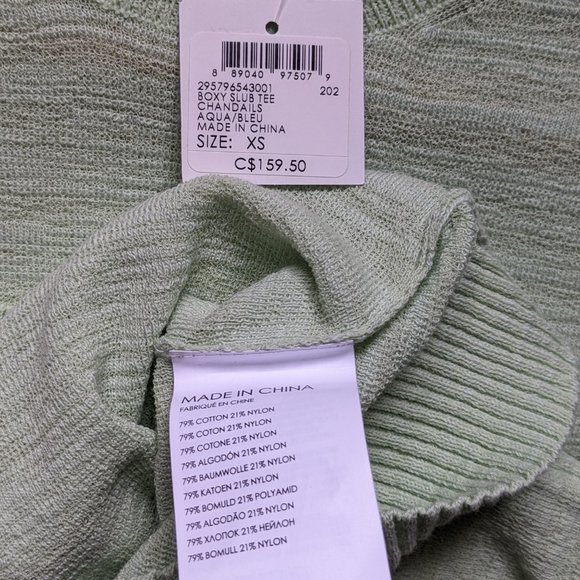 8 89040 97507 9
295796543001 202
BOXY SLUB TEE
CHANDAILS
AQUA/BLEU
MADE IN CHINA
SIZE: XS
C$159.50
MADE IN CHINA
FABRIQUÉ EN CHINE
79% COTTON 21% NYLON
79% COTON 21% NYLON
79% COTONE 21% NYLON
79% ALGODÓN 21% NYLON
79% BAUMWOLLE 21% NYLON
79% KATOEN 21% NYLON
79% BOMULD 21% POLYAMID
79% ALGODÃO 21% NYLON
79% ХЛОПОК 21% НЕЙЛОН
79% BOMULL 21% NYLON